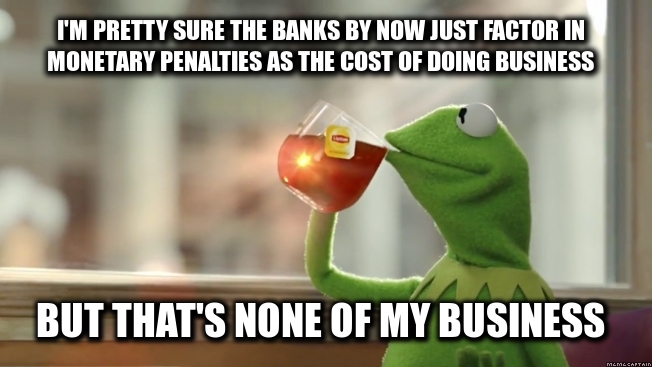 I'M PRETTY SURE THE BANKS BY NOW JUST FACTOR IN
MONETARY PENALTIES AS THE COST OF DOING BUSINESS
Lipton
BUT THAT'S NONE OF MY BUSINESS